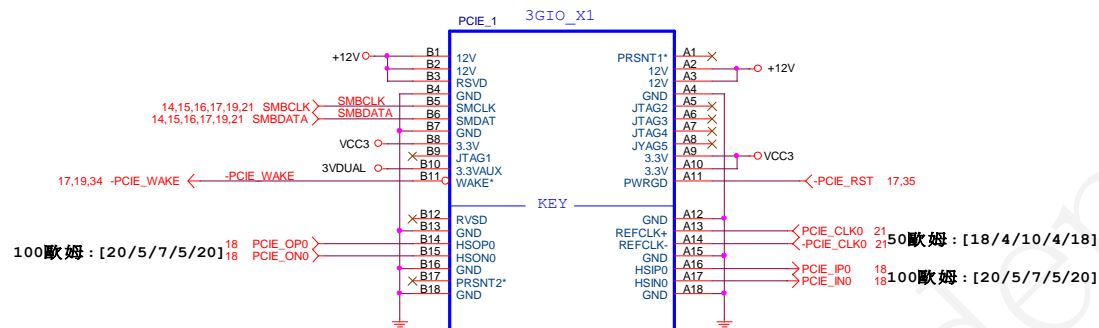 PCIE_1 3GIO_X1
+12V B1 12V PRSNT1* A1
B2 12V 12V A2 +12V
B3 RSVD 12V A3
B4 GND GND A4
14,15,16,17,19,21 SMBCLK SMBCLK B5 SMCLK JTAG2 A5
14,15,16,17,19,21 SMBDATA SMBDATA B6 SMDAT JTAG3 A6
B7 GND JTAG4 A7
VCC3 B8 3.3V JYAG5 A8
B9 JTAG1 3.3V A9 VCC3
3VDUAL B10 3.3VAUX 3.3V A10
17,19,34 -PCIE_WAKE -PCIE_WAKE B11 WAKE* PWRGD A11 -PCIE_RST 17,35
KEY
B12 RVSD GND A12
B13 GND REFCLK+ A13 PCIE_CLK0 21
18 PCIE_OP0 B14 HSOP0 REFCLK- A14 -PCIE_CLK0 21 50歐姆:[18/4/10/4/18]
100歐姆:[20/5/7/5/20] 18 PCIE_ON0 B15 HSON0 GND A15
B16 GND HSIP0 A16 PCIE_IP0 18
B17 PRSNT2* HSIN0 A17 PCIE_IN0 18 100歐姆:[20/5/7/5/20]
B18 GND GND A18